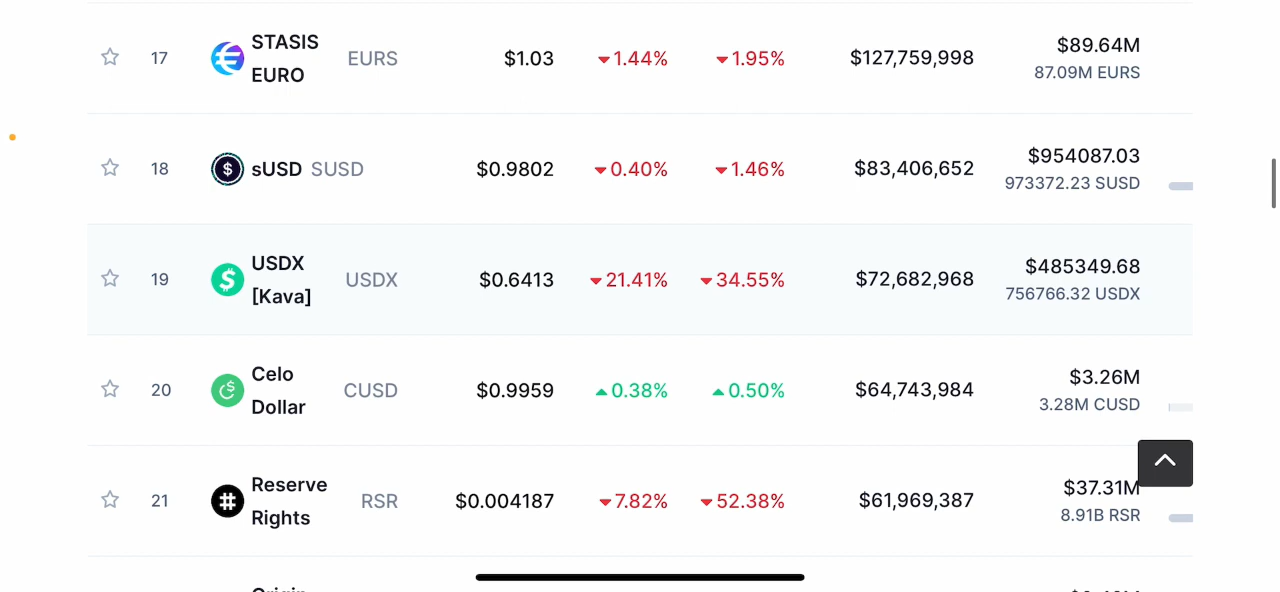 17 STASIS EURO EURS $1.03 1.44% 1.95% $127,759,998 $89.64M
87.09M EURS
18 sUSD SUSD $0.9802 0.40% 1.46% $83,406,652 $954087.03
973372.23 SUSD
19 USDX [Kava] USDX $0.6413 21.41% 34.55% $72,682,968 $485349.68
756766.32 USDX
20 Celo Dollar CUSD $0.9959 0.38% 0.50% $64,743,984 $3.26M
3.28M CUSD
21 Reserve Rights RSR $0.004187 7.82% 52.38% $61,969,387 $37.31M
8.91B RSR